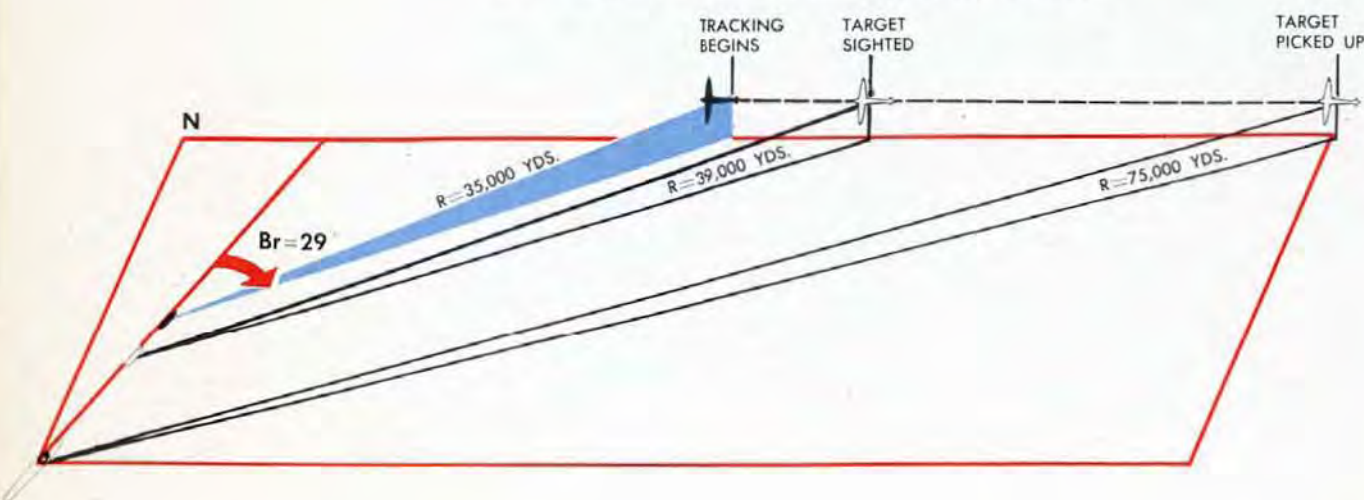 TRACKING
BEGINS
TARGET
SIGHTED
TARGET
PICKED UP
N
R=35,000 YDS.
R=39,000 YDS.
R=75,000 YDS.
Br=29